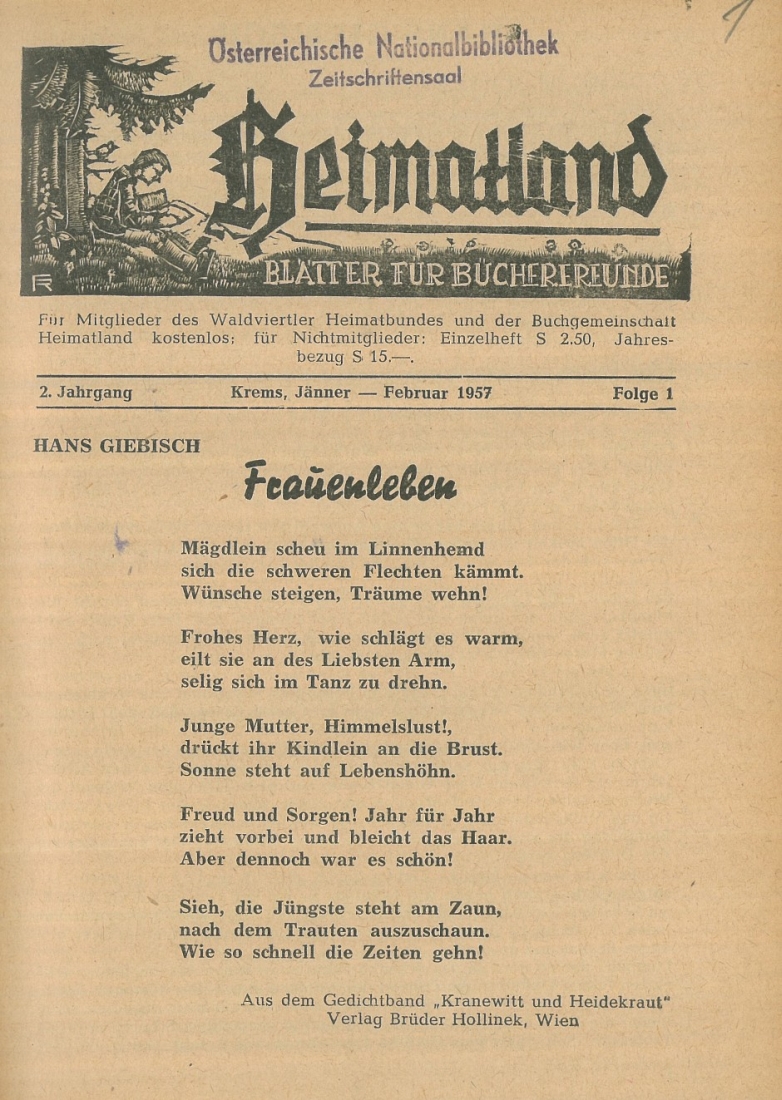 1
Österreichische Nationalbibliothek
Zeitschriftensaal
Heimatland
BLÄTTER FÜR BÜCHERFREUNDE
FR
Für Mitglieder des Waldviertler Heimatbundes und der Buchgemeinschaft
Heimatland kostenlos; für Nichtmitglieder: Einzelheft S 2.50, Jahres-
bezug S 15.—.
2. Jahrgang Krems, Jänner — Februar 1957 Folge 1
HANS GIEBISCH
Frauenleben
Mägdlein scheu im Linnenhemd
sich die schweren Flechten kämmt.
Wünsche steigen, Träume wehn!
Frohes Herz, wie schlägt es warm,
eilt sie an des Liebsten Arm,
selig sich im Tanz zu drehn.
Junge Mutter, Himmelslust!,
drückt ihr Kindlein an die Brust.
Sonne steht auf Lebenshöhn.
Freud und Sorgen! Jahr für Jahr
zieht vorbei und bleicht das Haar.
Aber dennoch war es schön!
Sieh, die Jüngste steht am Zaun,
nach dem Trauten auszuschaun.
Wie so schnell die Zeiten gehn!
Aus dem Gedichtband „Kranewitt und Heidekraut"
Verlag Brüder Hollinek, Wien